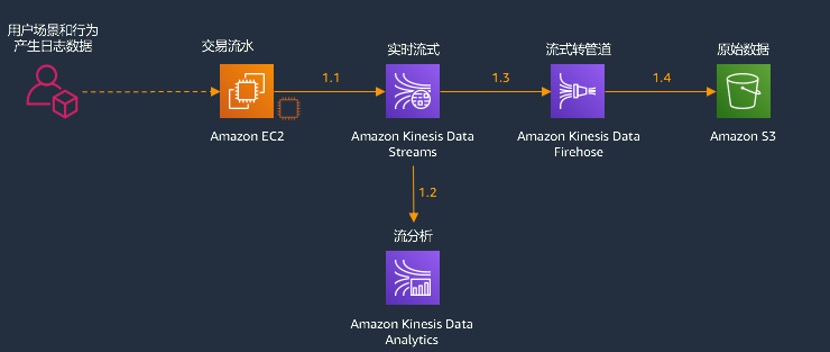 用户场景和行为
产生日志数据
交易流水
实时流式
流式转管道
原始数据
1.1
1.3
1.4
Amazon EC2
Amazon Kinesis Data
Streams
Amazon Kinesis Data
Firehose
Amazon S3
1.2
流分析
Amazon Kinesis Data
Analytics